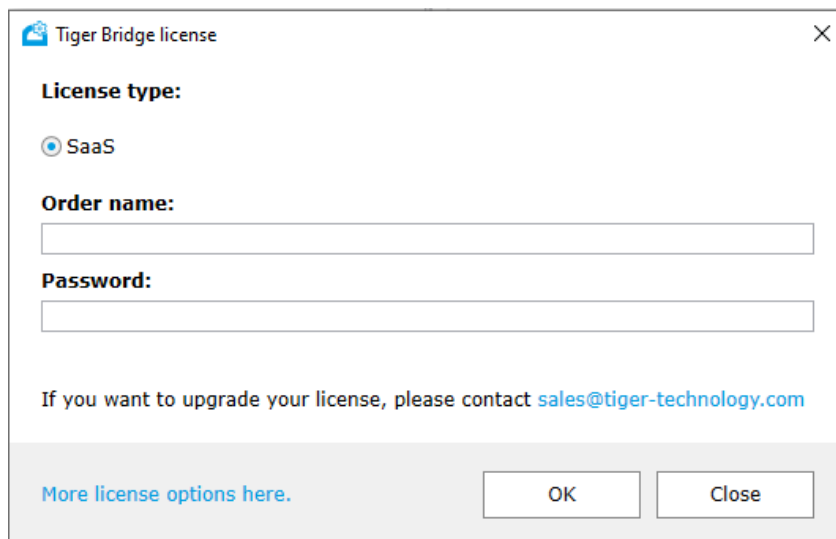 Tiger Bridge license
License type:
SaaS
Order name:
Password:
If you want to upgrade your license, please contact sales@tiger-technology.com
More license options here.
OK
Close